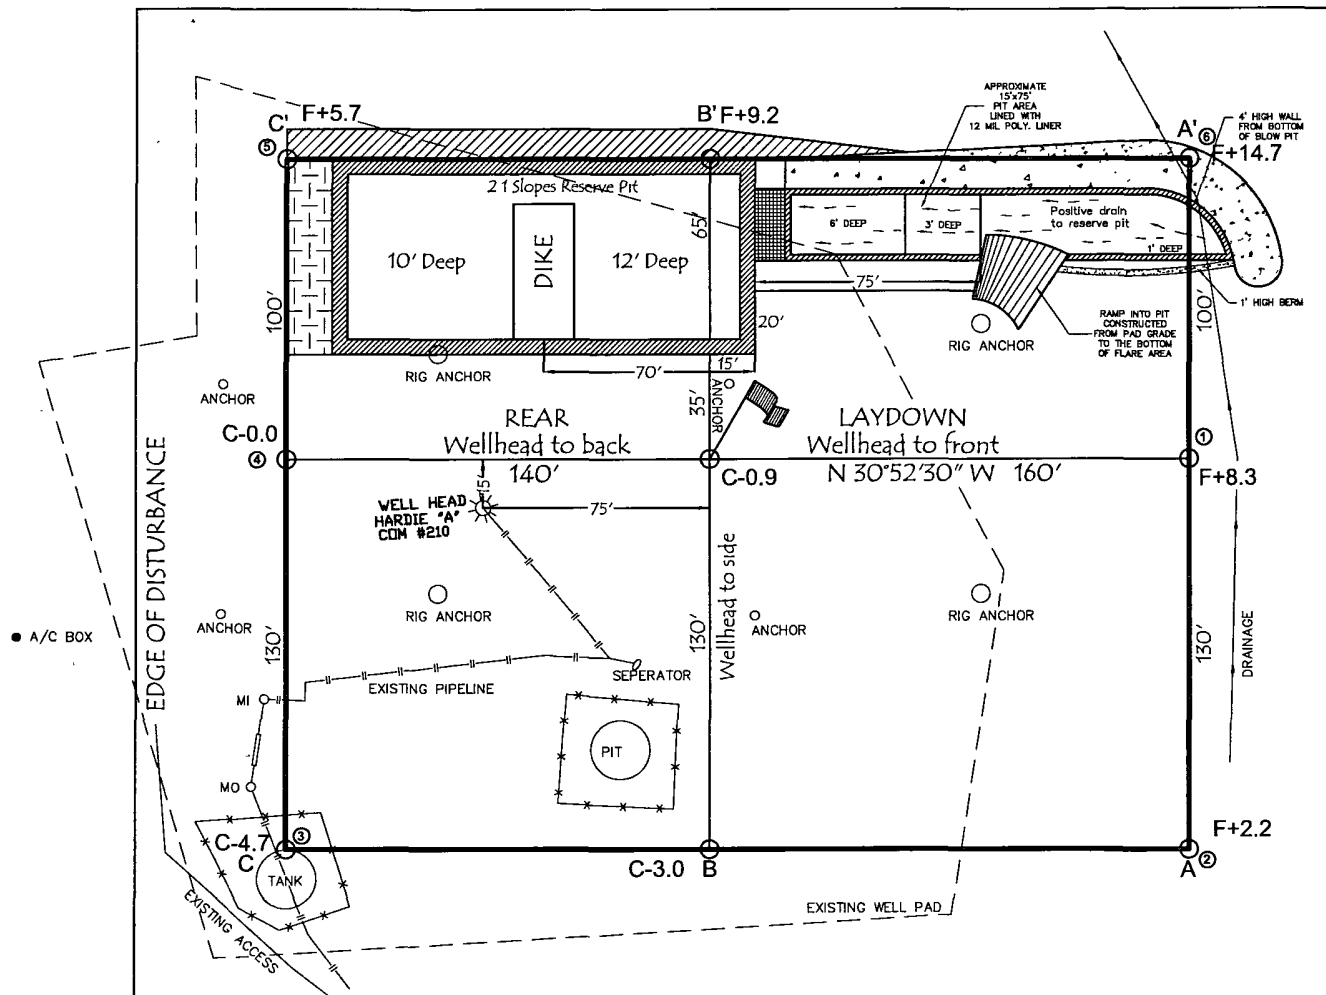 F+5.7
B' F+9.2
C'
⑤
APPROXIMATE
15'x75'
PIT AREA
LINED WITH
12 MIL POLY. LINER
4' HIGH WALL
FROM BOTTOM
OF BLOW PIT
A' ⑥
F+14.7
2 1 Slopes Reserve Pit
10' Deep
DIKE
12' Deep
65'
6' DEEP
3' DEEP
Positive drain
to reserve pit
1' DEEP
75'
1' HIGH BERM
100'
20'
100'
RAMP INTO PIT
CONSTRUCTED
FROM PAD GRADE
TO THE BOTTOM
OF FLARE AREA
RIG ANCHOR
RIG ANCHOR
15'
70'
ANCHOR
ANCHOR
35'
C-0.0
④
REAR
Wellhead to back
140'
LAYDOWN
Wellhead to front
N 30°52'30" W 160'
C-0.9
①
F+8.3
15'
75'
WELL HEAD
HARDIE "A"
COM #210
EDGE OF DISTURBANCE
A/C BOX
RIG ANCHOR
RIG ANCHOR
ANCHOR
ANCHOR
130'
130'
Wellhead to side
130'
DRAINAGE
SEPERATOR
EXISTING PIPELINE
MI
MO
PIT
C-4.7
③
C
TANK
C-3.0
B
F+2.2
A ②
EXISTING WELL PAD
EXISTING ACCESS